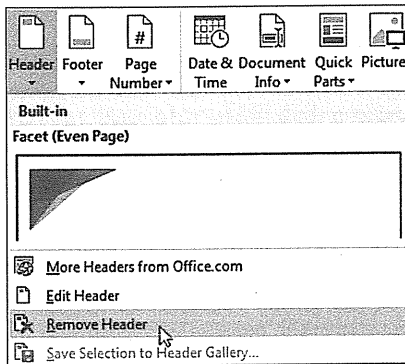 Header Footer Page Date & Document Quick Picture
Number Time Info Parts
Built-in
Facet (Even Page)
More Headers from Office.com
Edit Header
Remove Header
Save Selection to Header Gallery...